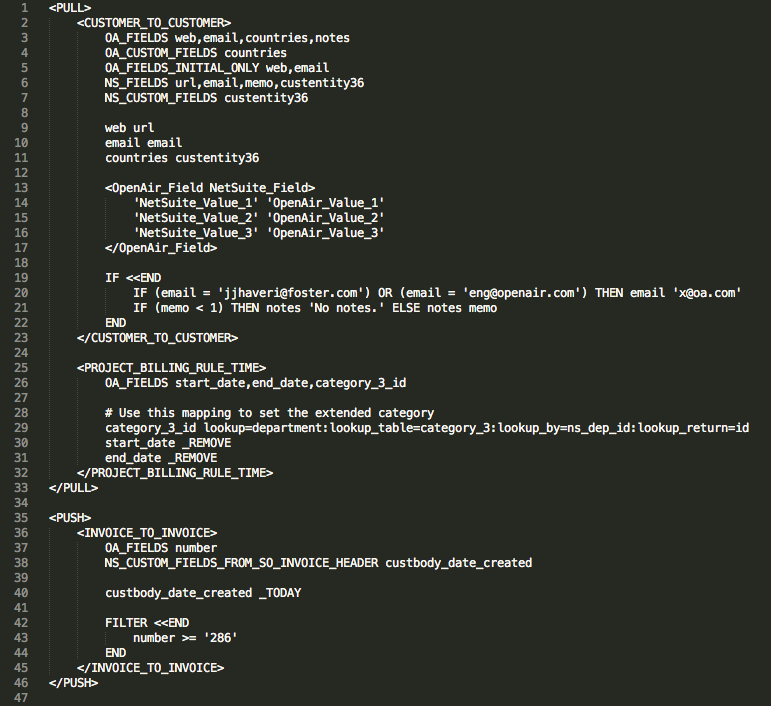 1 <PULL>
2 <CUSTOMER_TO_CUSTOMER>
3 OA_FIELDS web,email,countries,notes
4 OA_CUSTOM_FIELDS countries
5 OA_FIELDS_INITIAL_ONLY web,email
6 NS_FIELDS url,email,memo,custentity36
7 NS_CUSTOM_FIELDS custentity36
8
9 web url
10 email email
11 countries custentity36
12
13 <OpenAir_Field NetSuite_Field>
14 'NetSuite_Value_1' 'OpenAir_Value_1'
15 'NetSuite_Value_2' 'OpenAir_Value_2'
16 'NetSuite_Value_3' 'OpenAir_Value_3'
17 </OpenAir_Field>
18
19 IF <<END
20 IF (email = 'jjhaveri@foster.com') OR (email = 'eng@openair.com') THEN email 'x@oa.com'
21 IF (memo < 1) THEN notes 'No notes.' ELSE notes memo
22 END
23 </CUSTOMER_TO_CUSTOMER>
24
25 <PROJECT_BILLING_RULE_TIME>
26 OA_FIELDS start_date,end_date,category_3_id
27
28 # Use this mapping to set the extended category
29 category_3_id lookup=department:lookup_table=category_3:lookup_by=ns_dep_id:lookup_return=id
30 start_date _REMOVE
31 end_date _REMOVE
32 </PROJECT_BILLING_RULE_TIME>
33 </PULL>
34
35 <PUSH>
36 <INVOICE_TO_INVOICE>
37 OA_FIELDS number
38 NS_CUSTOM_FIELDS_FROM_SO_INVOICE_HEADER custbody_date_created
39
40 custbody_date_created _TODAY
41
42 FILTER <<END
43 number >= '286'
44 END
45 </INVOICE_TO_INVOICE>
46 </PUSH>
47